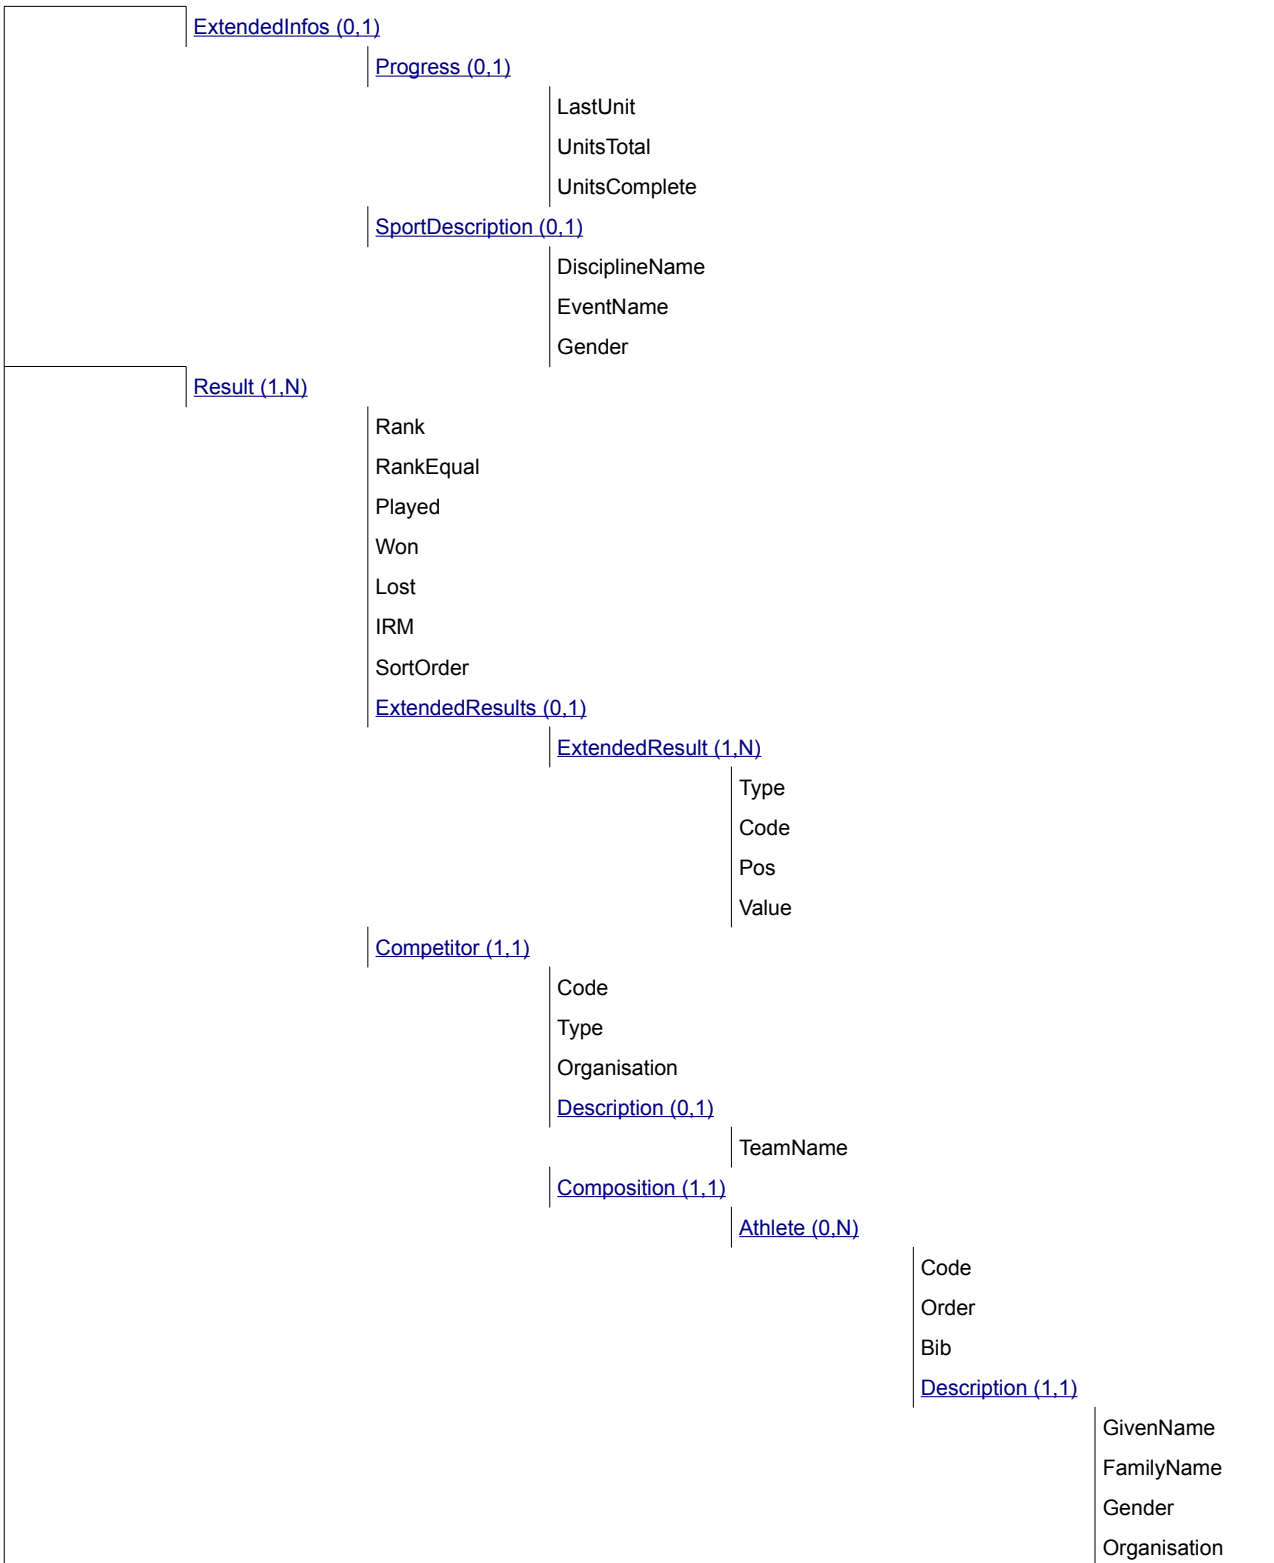 ExtendedInfos (0,1)
Progress (0,1)
LastUnit
UnitsTotal
UnitsComplete
SportDescription (0,1)
DisciplineName
EventName
Gender
Result (1,N)
Rank
RankEqual
Played
Won
Lost
IRM
SortOrder
ExtendedResults (0,1)
ExtendedResult (1,N)
Type
Code
Pos
Value
Competitor (1,1)
Code
Type
Organisation
Description (0,1)
TeamName
Composition (1,1)
Athlete (0,N)
Code
Order
Bib
Description (1,1)
GivenName
FamilyName
Gender
Organisation